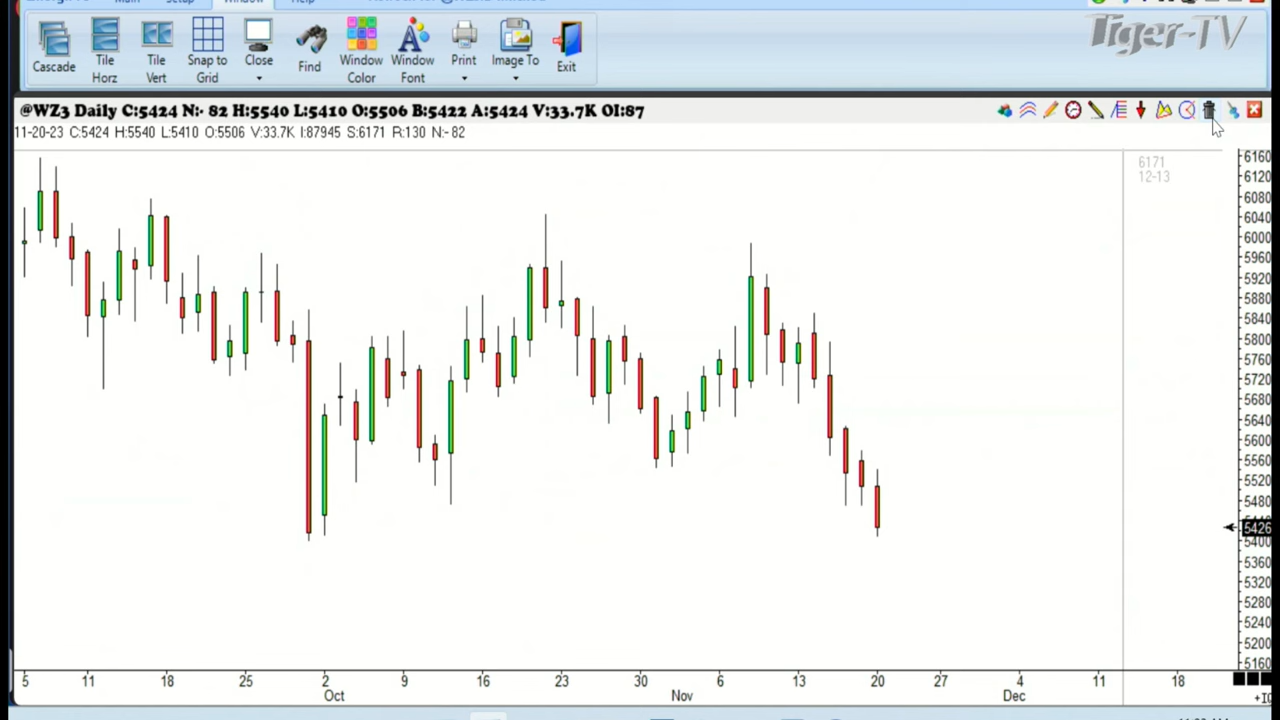 Main Setup Window Help
Tiger-TV
Cascade
Tile Horz
Tile Vert
Snap to Grid
Close
Find
Window Color
Window Font
Print
Image To
Exit
@WZ3 Daily C:5424 N:- 82 H:5540 L:5410 O:5506 B:5422 A:5424 V:33.7K OI:87
11-20-23 C:5424 H:5540 L:5410 O:5506 V:33.7K I:87945 S:6171 R:130 N:-82
6171
12-13
6160
6120
6080
6040
6000
5960
5920
5880
5840
5800
5760
5720
5680
5640
5600
5560
5520
5480
5426
5400
5360
5320
5280
5240
5200
5160
5 11 18 25 2 9 16 23 30 6 13 20 27 4 11 18
Oct Nov Dec